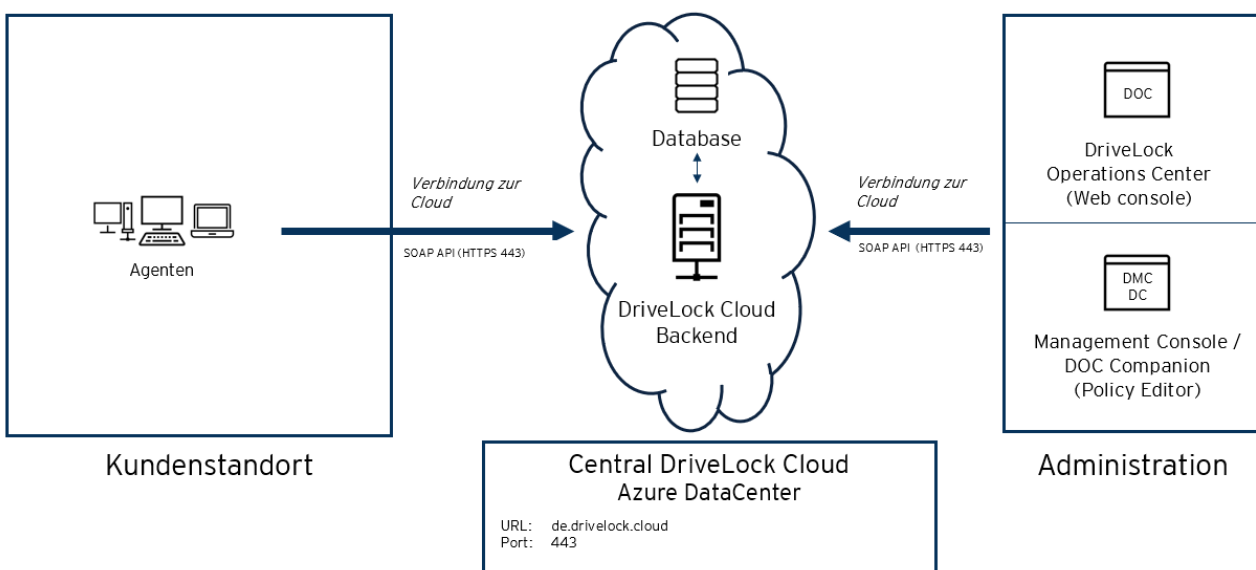 Agenten
Kundenstandort
Verbindung zur
Cloud
SOAP API (HTTPS 443)
Database
DriveLock Cloud
Backend
Central DriveLock Cloud
Azure DataCenter
URL: de.drivelock.cloud
Port: 443
Verbindung zur
Cloud
SOAP API (HTTPS 443)
DOC
DriveLock
Operations Center
(Web console)
DMC
DC
Management Console /
DOC Companion
(Policy Editor)
Administration